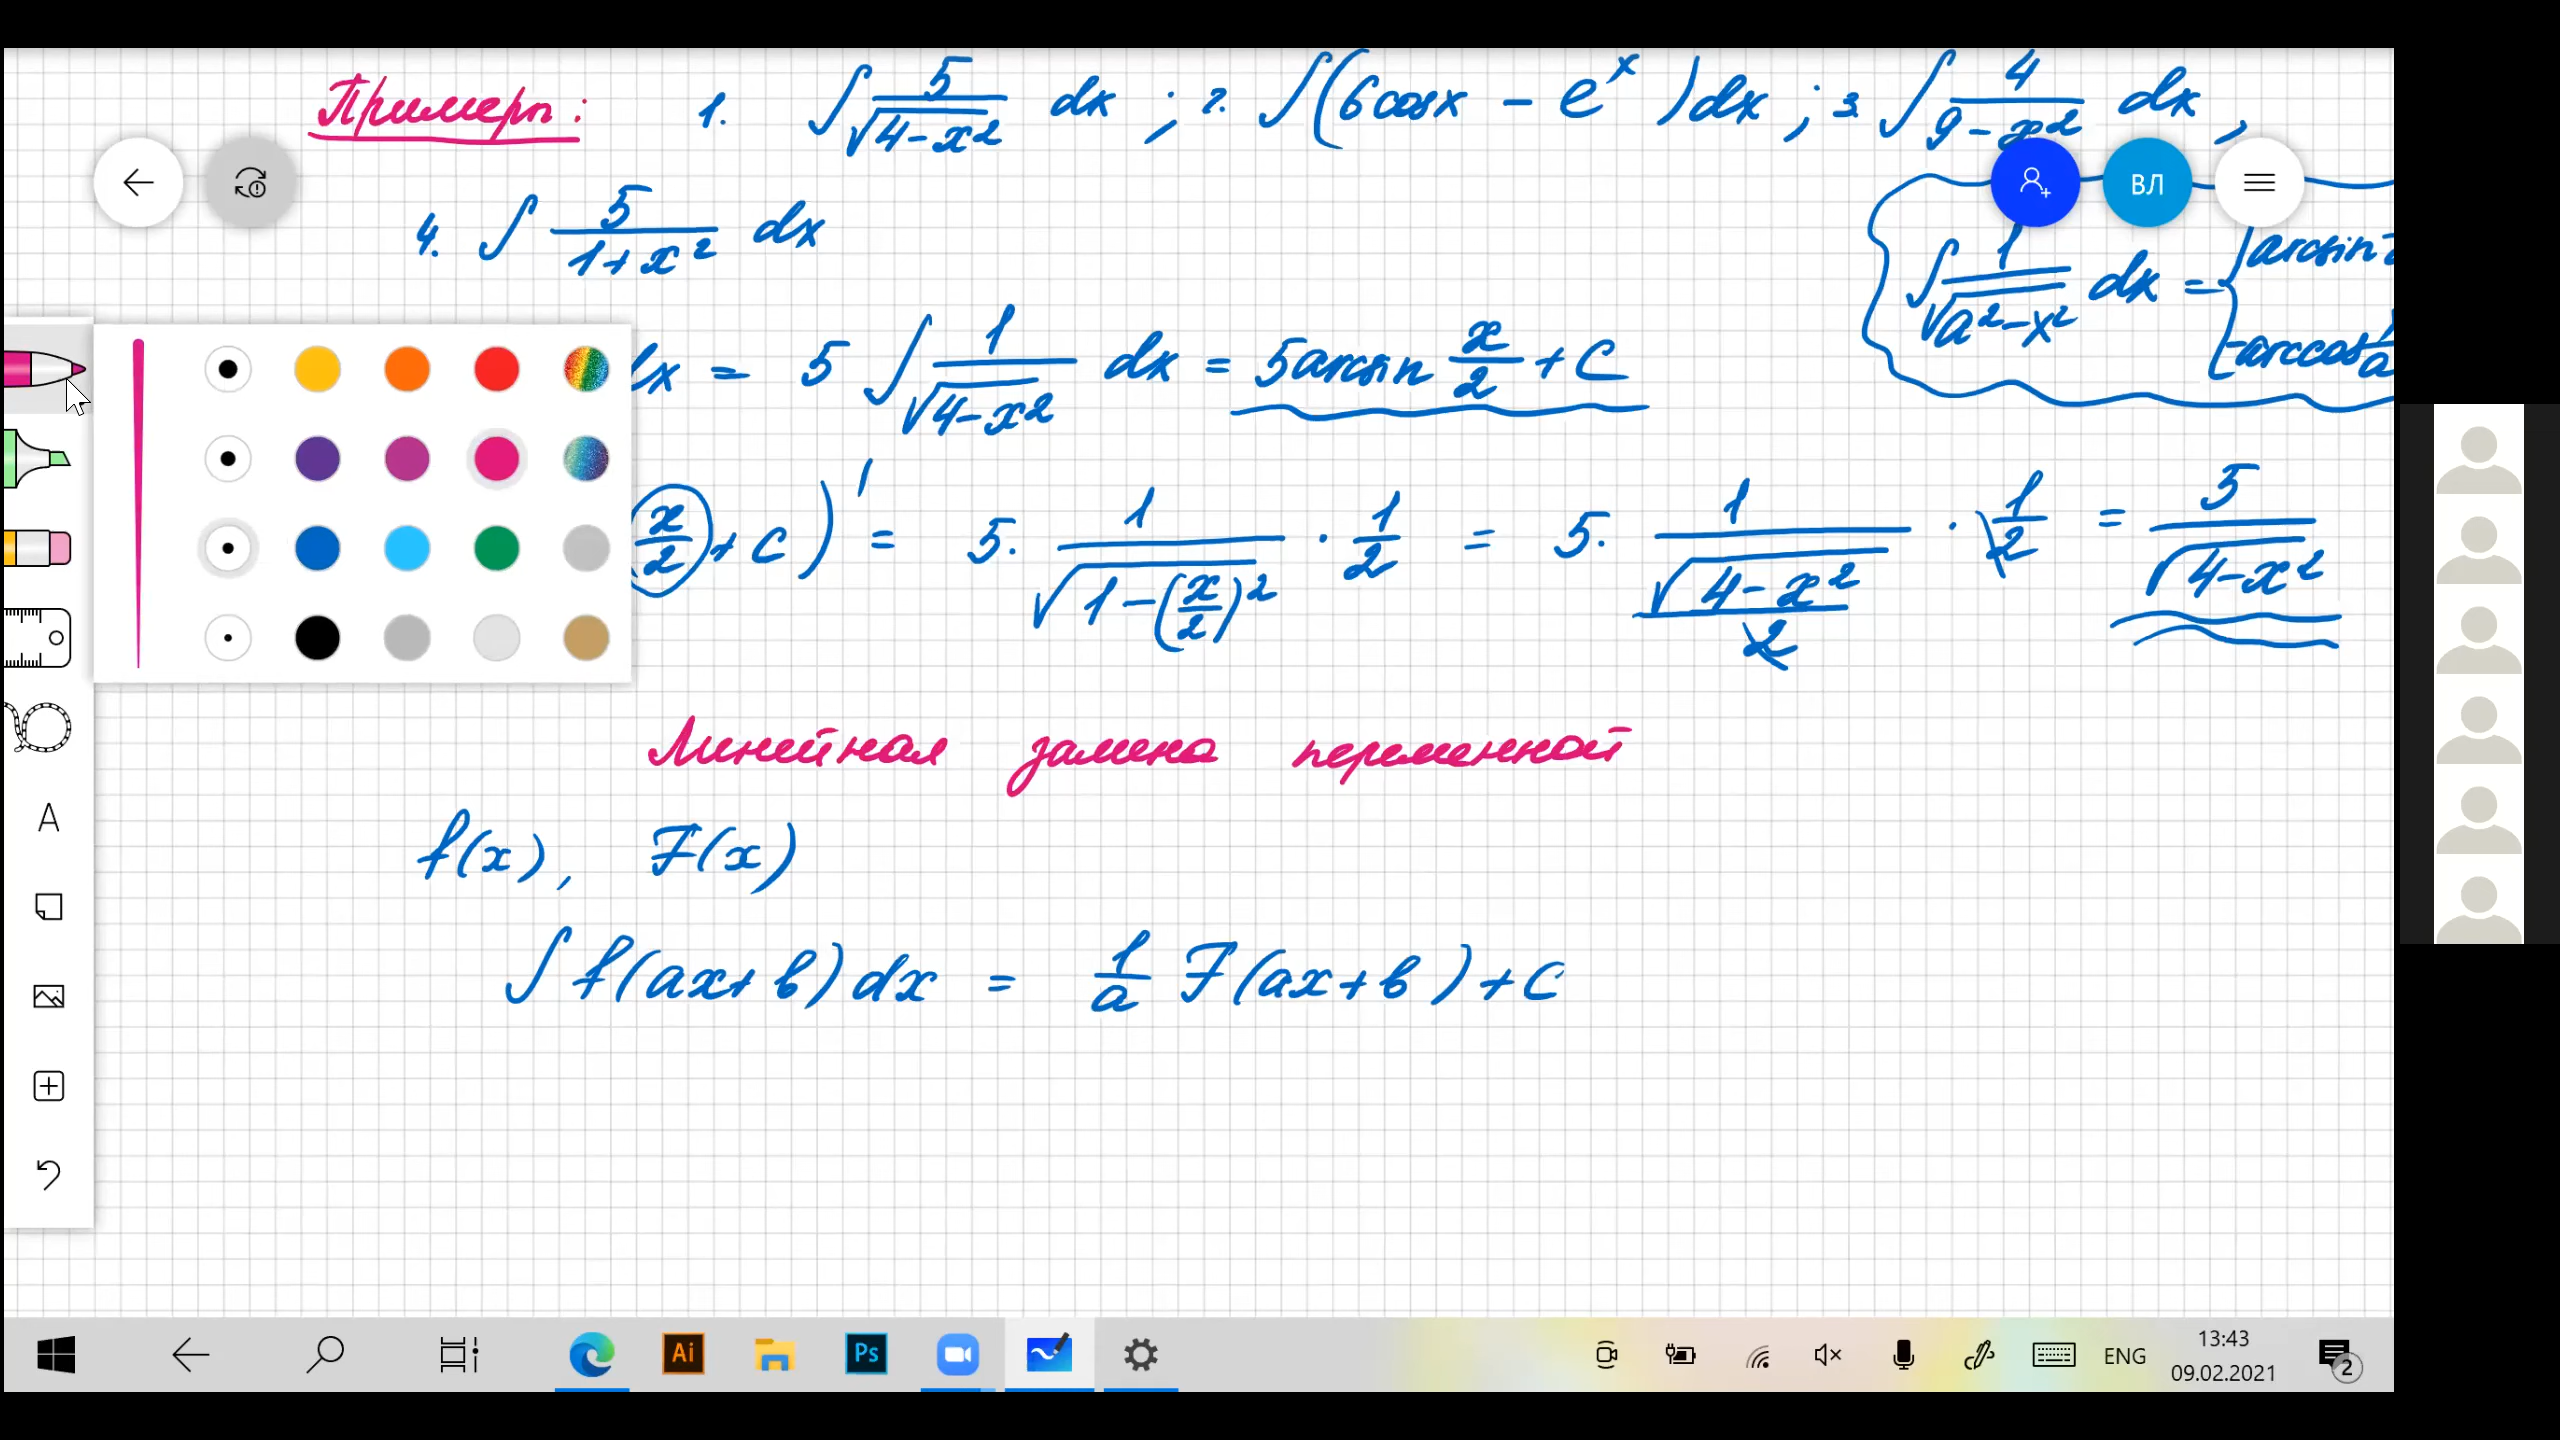 Примеры: 1. ∫ 5/√(4-x²) dx ; 2. ∫(6cosx - eˣ)dx ; 3. ∫ 4/(9-x²) dx ,
4. ∫ 5/(1+x²) dx
ВЛ
∫ 1/√(a²-x²) dx = { arcsin
-arccos
dx = 5 ∫ 1/√(4-x²) dx = 5arcsin x/2 + C
x/2 + C)' = 5· 1/√(1-(x/2)²) · 1/2 = 5· 1/(√(4-x²)/2) · 1/2 = 5/√(4-x²)
Линейная замена переменной
f(x), F(x)
∫ f(ax+b)dx = 1/a F(ax+b)+C
A
Ai
Ps
ENG
13:43
09.02.2021
2